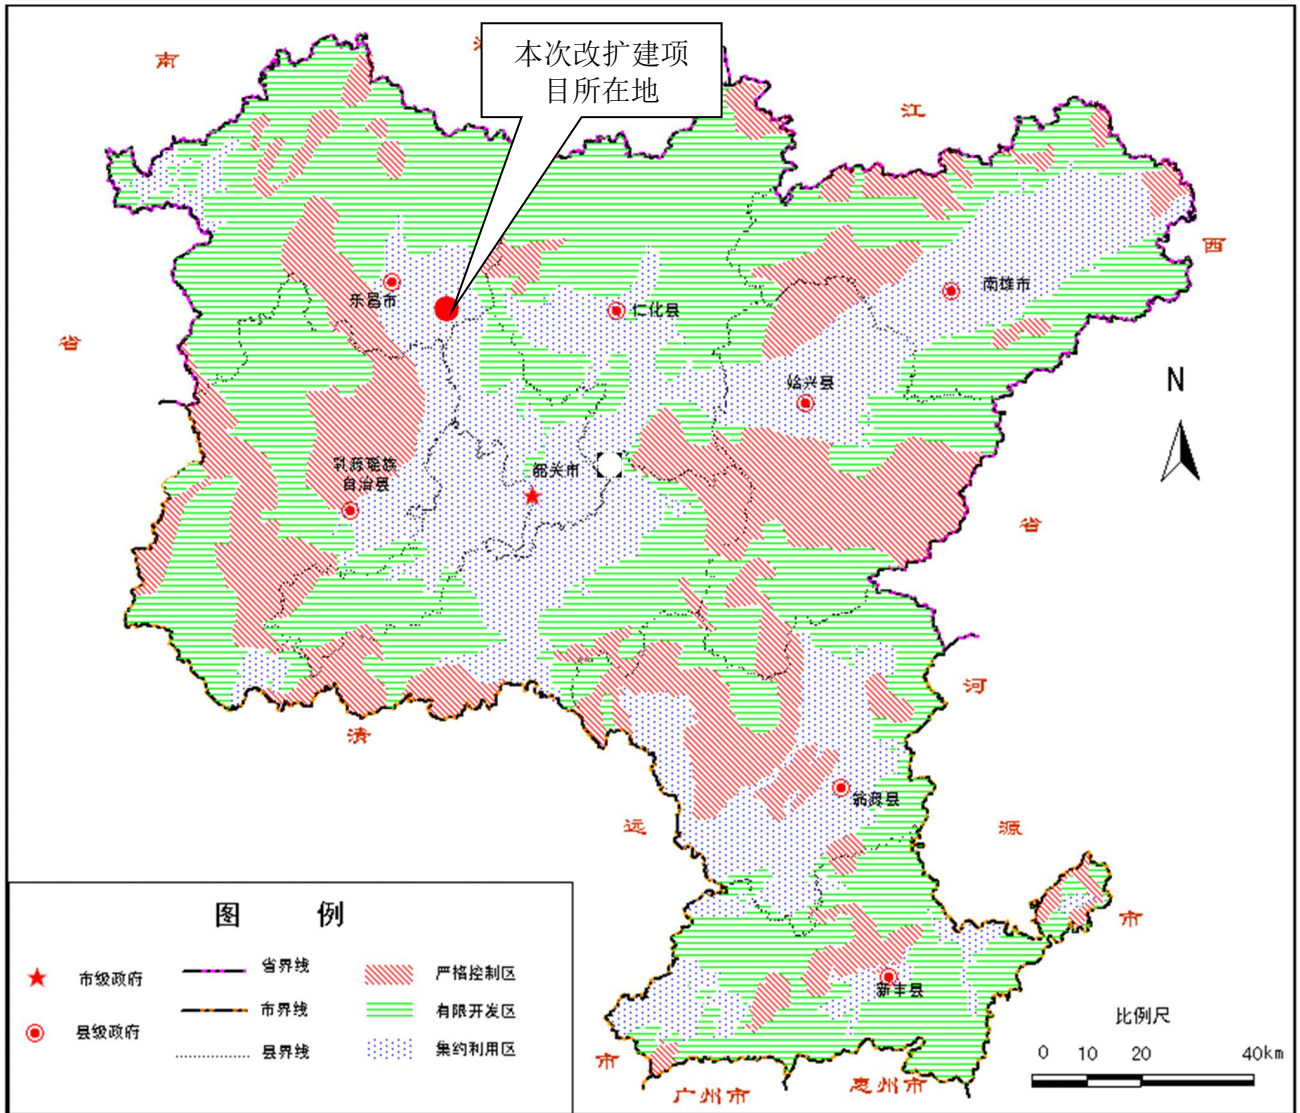 本次改扩建项
目所在地
南
江
西
省
乐昌市
仁化县
南雄市
N
始兴县
韶关市
乳源瑶族
自治县
省
河
清
远
翁源县
源
市
图 例
市级政府
省界线
严格控制区
市界线
有限开发区
县级政府
县界线
集约利用区
新丰县
比例尺
0 10 20 40km
市
广州市
惠州市